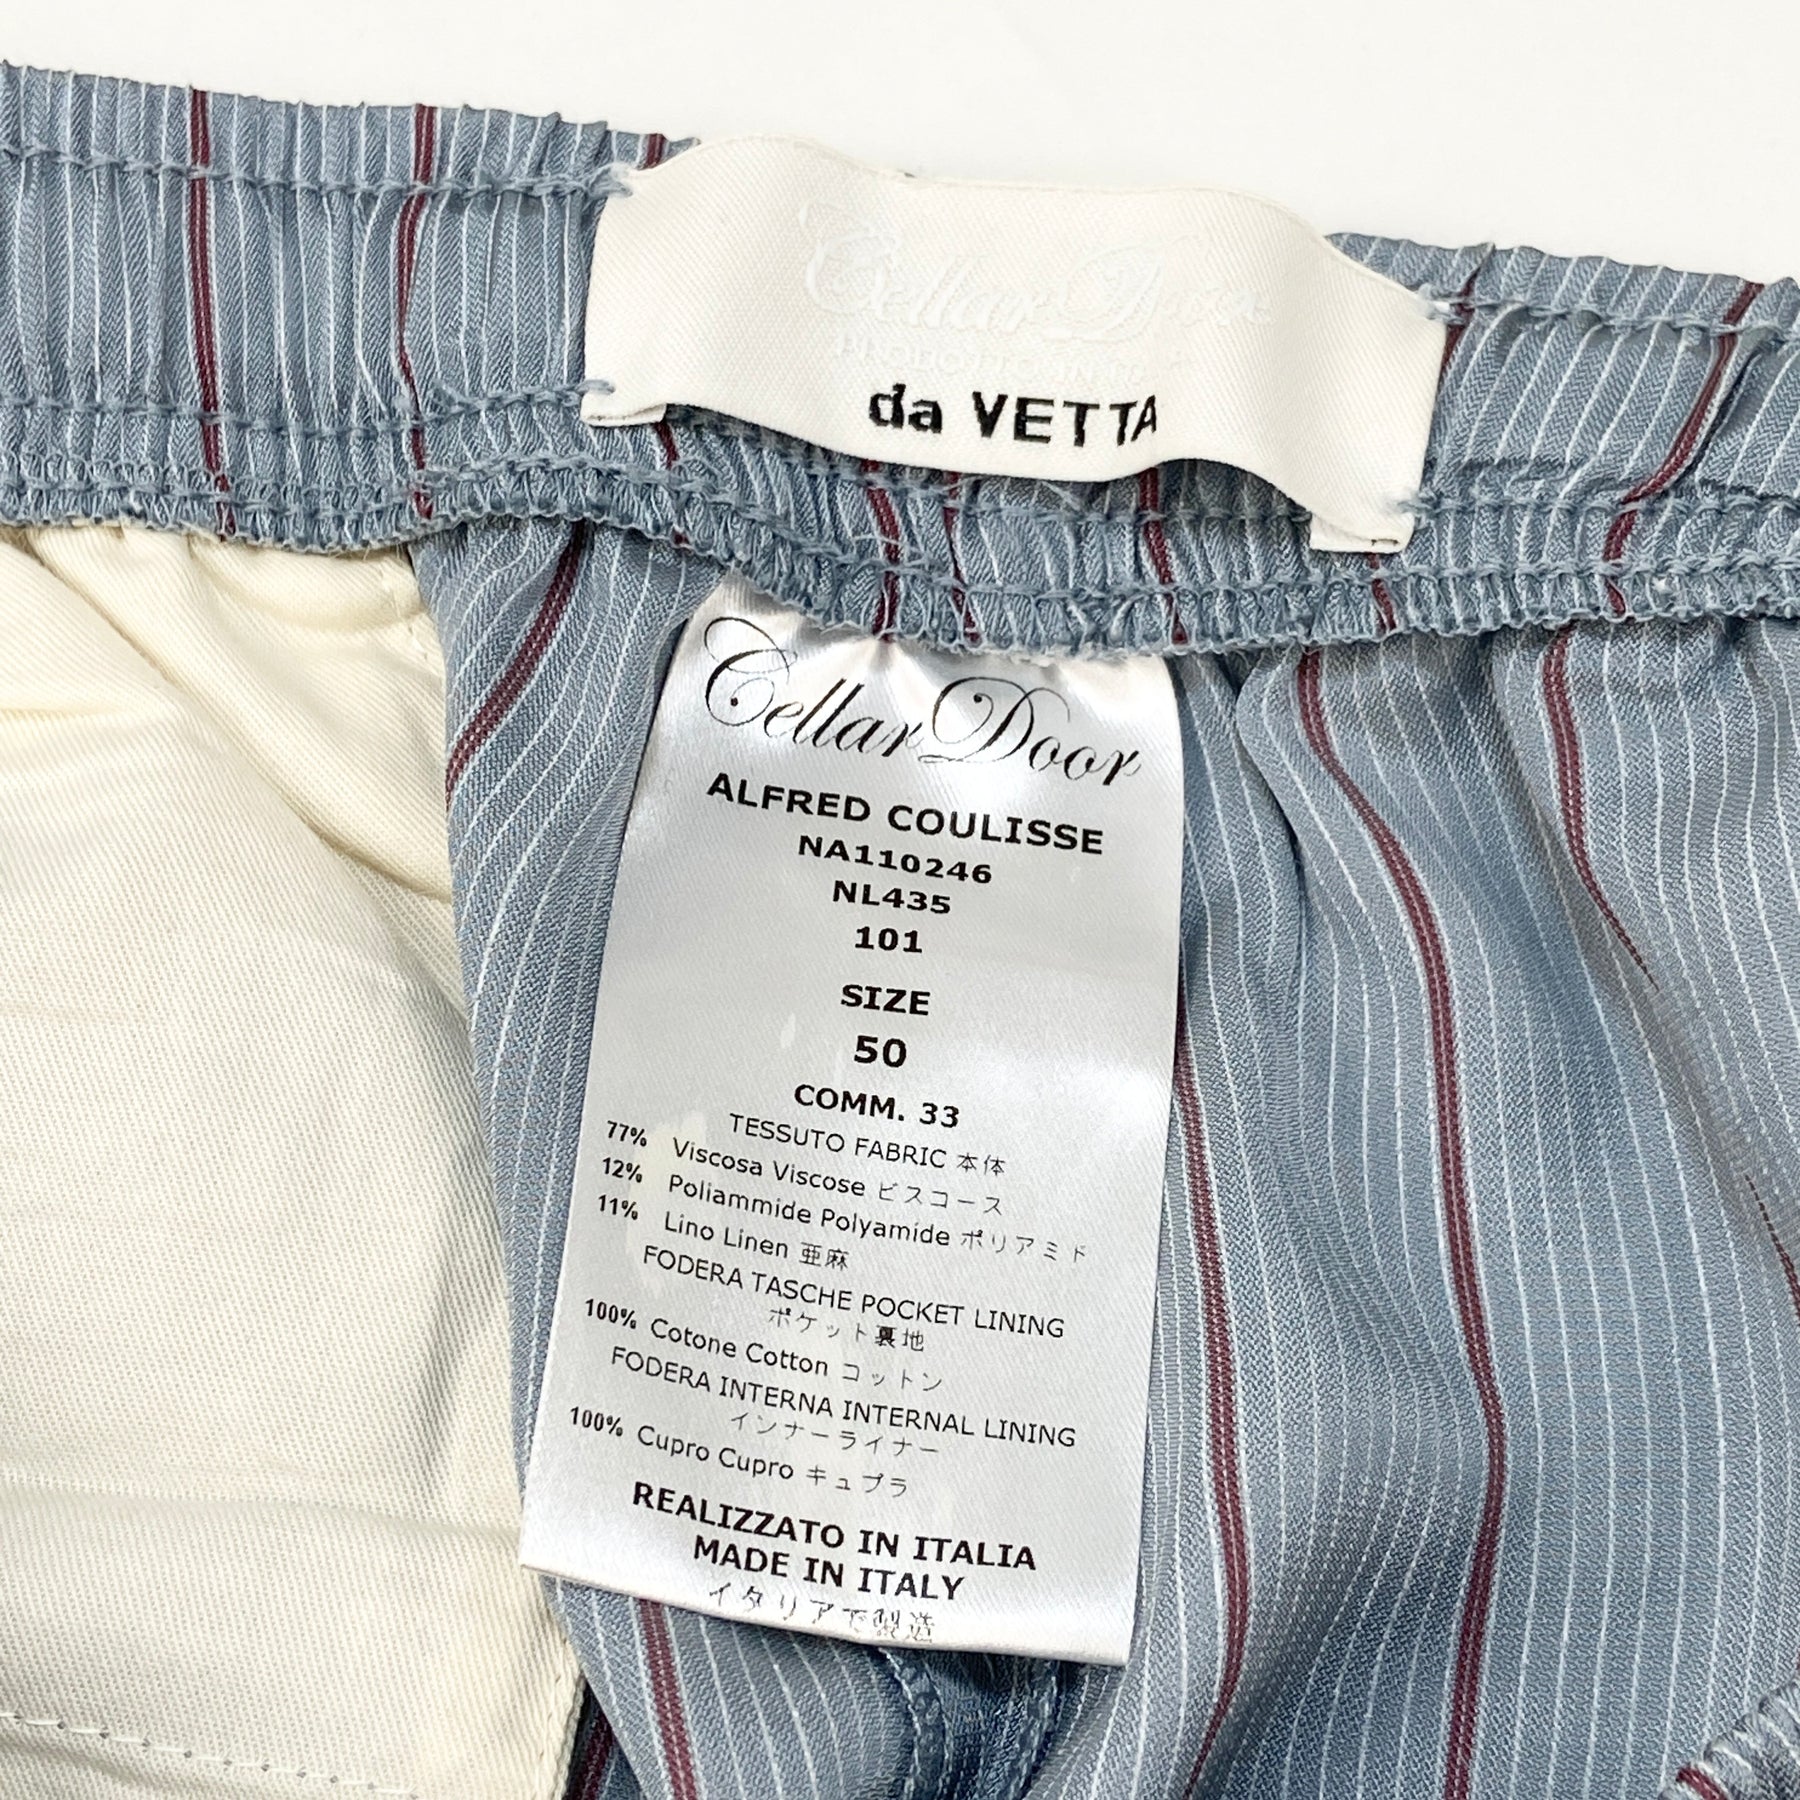 Cellar Door
da VETTA
Cellar Door
ALFRED COULISSE
NA110246
NL435
101
SIZE
50
COMM. 33
TESSUTO FABRIC 本体
77% Viscosa Viscose ビスコース
12% Poliammide Polyamide ポリアミド
11% Lino Linen 亜麻
FODERA TASCHE POCKET LINING
ポケット裏地
100% Cotone Cotton コットン
FODERA INTERNA INTERNAL LINING
インナーライナー
100% Cupro Cupro キュプラ
REALIZZATO IN ITALIA
MADE IN ITALY
イタリアで製造